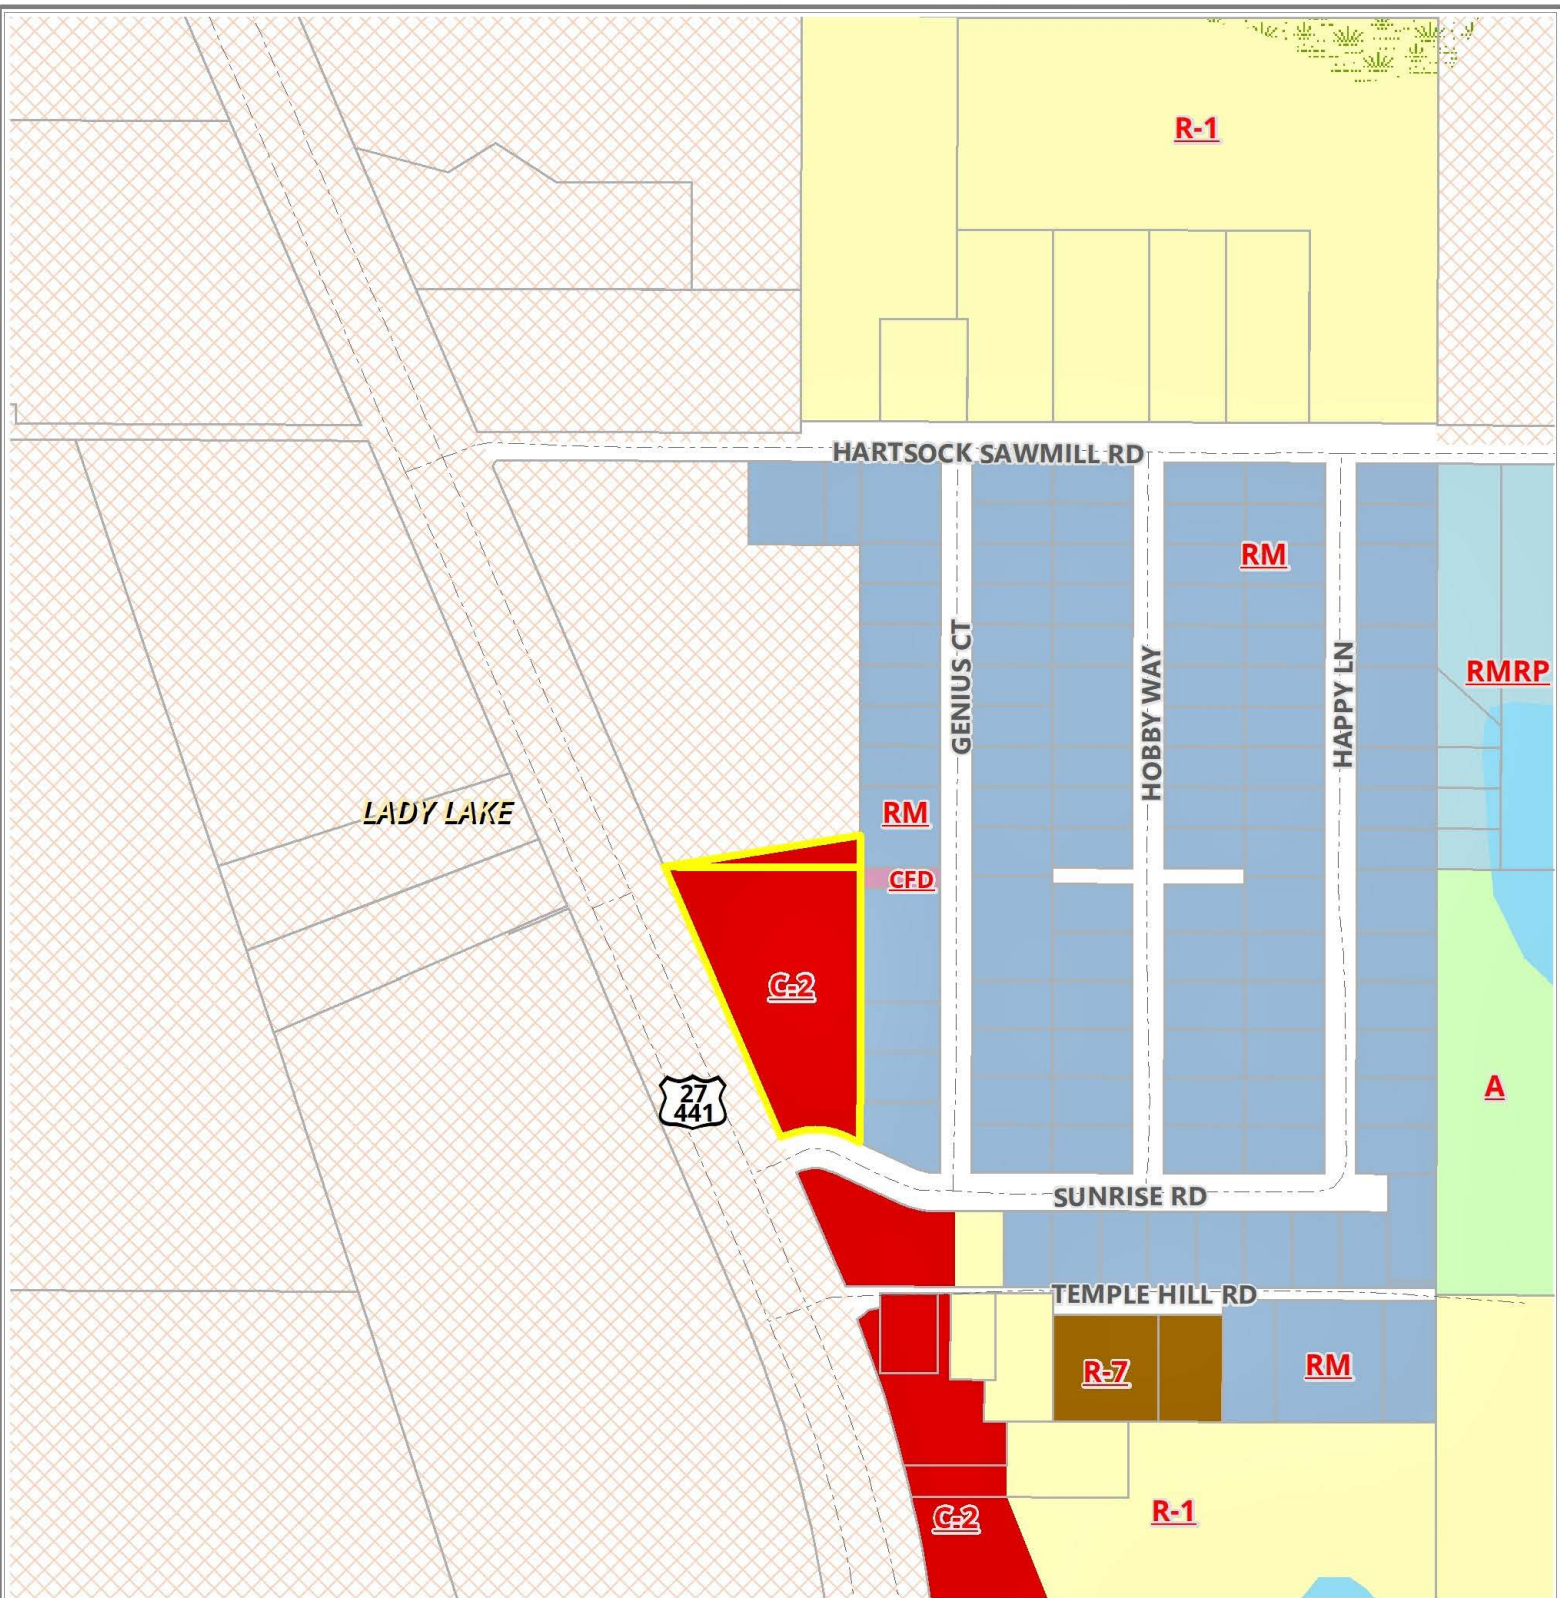 R-1
HARTSOCK SAWMILL RD
RM
GENIUS CT
HOBBY WAY
HAPPY LN
RMRP
LADY LAKE
RM
CFD
C-2
27
441
A
SUNRISE RD
TEMPLE HILL RD
R-7
RM
R-1
C-2